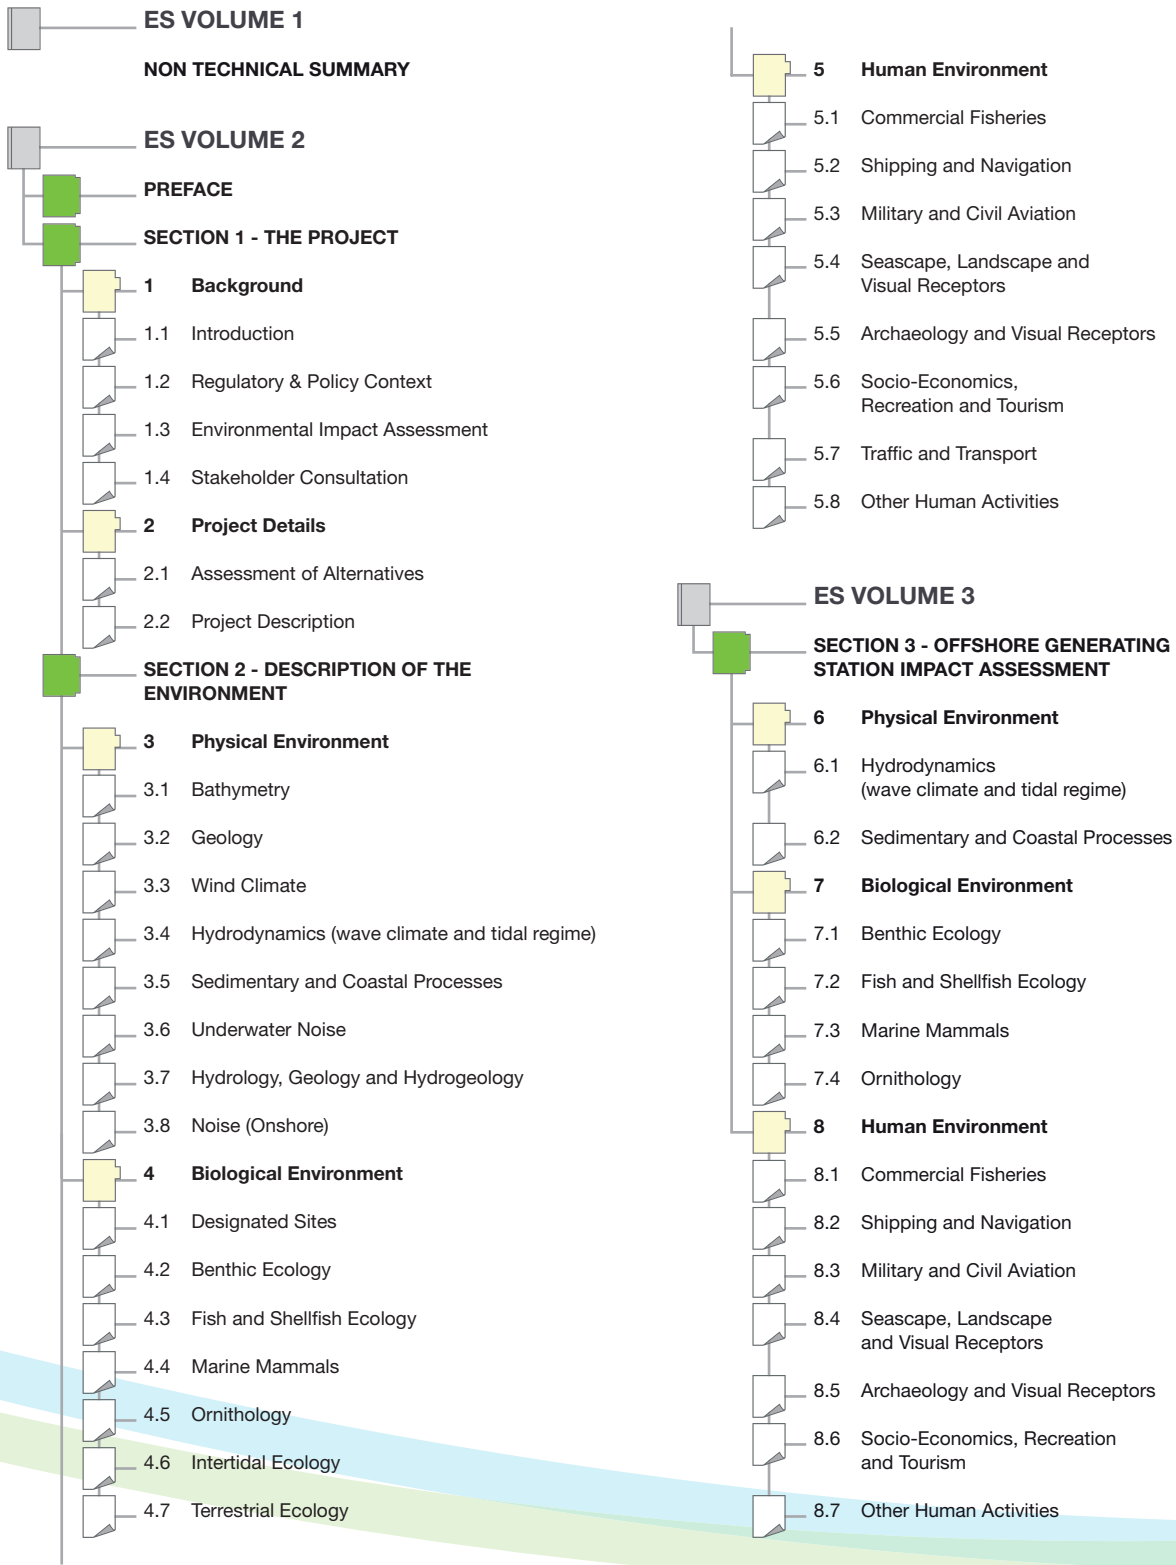 ES VOLUME 1
NON TECHNICAL SUMMARY
ES VOLUME 2
PREFACE
SECTION 1 - THE PROJECT
1 Background
1.1 Introduction
1.2 Regulatory & Policy Context
1.3 Environmental Impact Assessment
1.4 Stakeholder Consultation
2 Project Details
2.1 Assessment of Alternatives
2.2 Project Description
SECTION 2 - DESCRIPTION OF THE
ENVIRONMENT
3 Physical Environment
3.1 Bathymetry
3.2 Geology
3.3 Wind Climate
3.4 Hydrodynamics (wave climate and tidal regime)
3.5 Sedimentary and Coastal Processes
3.6 Underwater Noise
3.7 Hydrology, Geology and Hydrogeology
3.8 Noise (Onshore)
4 Biological Environment
4.1 Designated Sites
4.2 Benthic Ecology
4.3 Fish and Shellfish Ecology
4.4 Marine Mammals
4.5 Ornithology
4.6 Intertidal Ecology
4.7 Terrestrial Ecology
5 Human Environment
5.1 Commercial Fisheries
5.2 Shipping and Navigation
5.3 Military and Civil Aviation
5.4 Seascape, Landscape and
Visual Receptors
5.5 Archaeology and Visual Receptors
5.6 Socio-Economics,
Recreation and Tourism
5.7 Traffic and Transport
5.8 Other Human Activities
ES VOLUME 3
SECTION 3 - OFFSHORE GENERATING
STATION IMPACT ASSESSMENT
6 Physical Environment
6.1 Hydrodynamics
(wave climate and tidal regime)
6.2 Sedimentary and Coastal Processes
7 Biological Environment
7.1 Benthic Ecology
7.2 Fish and Shellfish Ecology
7.3 Marine Mammals
7.4 Ornithology
8 Human Environment
8.1 Commercial Fisheries
8.2 Shipping and Navigation
8.3 Military and Civil Aviation
8.4 Seascape, Landscape
and Visual Receptors
8.5 Archaeology and Visual Receptors
8.6 Socio-Economics, Recreation
and Tourism
8.7 Other Human Activities